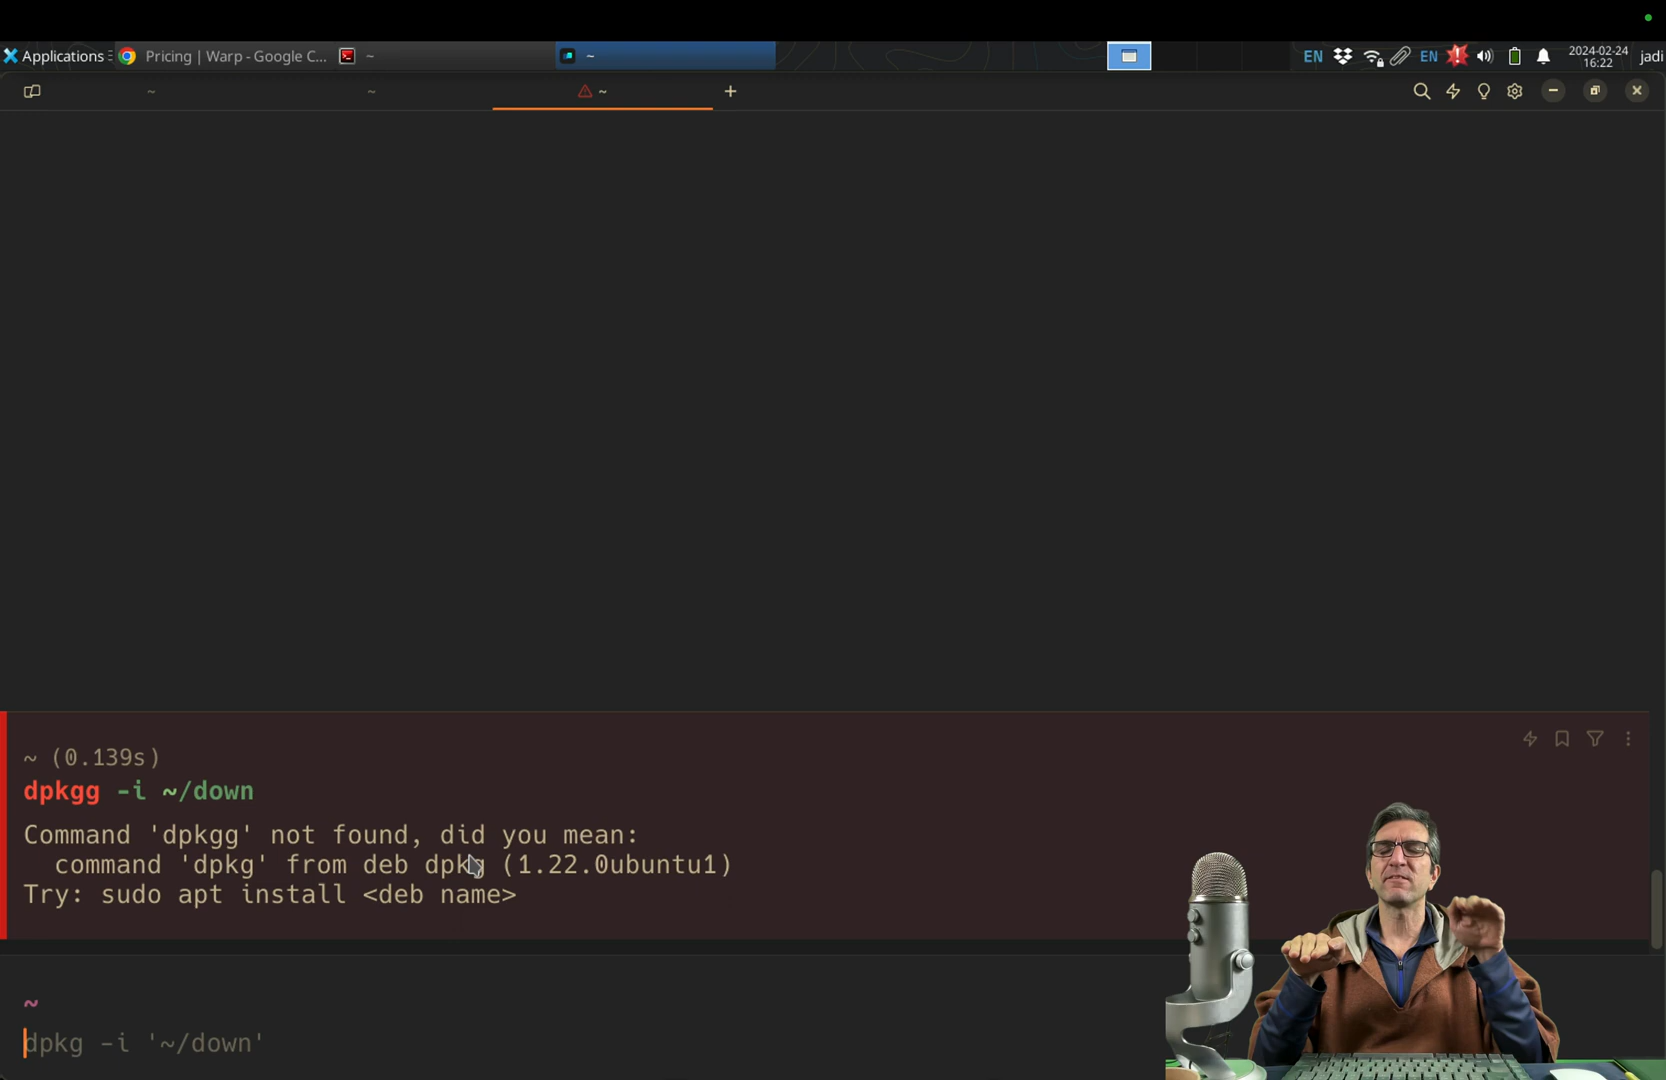 Applications
Pricing | Warp - Google C...
~
~
EN
EN
2024-02-24
16:22
jadi
~
~
~
+
~ (0.139s)
dpkgg -i ~/down
Command 'dpkgg' not found, did you mean:
command 'dpkg' from deb dpkg (1.22.0ubuntu1)
Try: sudo apt install <deb name>
~
dpkg -i '~/down'